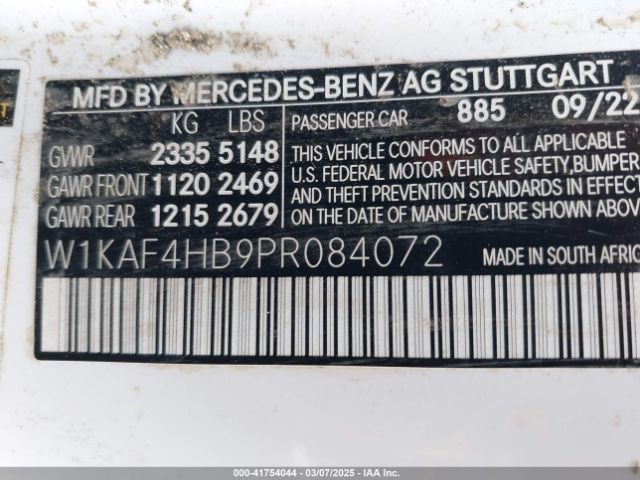 MFD BY MERCEDES-BENZ AG STUTTGART
KG LBS
GVWR 2335 5148
GAWR FRONT 1120 2469
GAWR REAR 1215 2679
PASSENGER CAR 885 09/22
THIS VEHICLE CONFORMS TO ALL APPLICABLE
U.S. FEDERAL MOTOR VEHICLE SAFETY,BUMPER
AND THEFT PREVENTION STANDARDS IN EFFECT
ON THE DATE OF MANUFACTURE SHOWN ABOVE
W1KAF4HB9PR084072 MADE IN SOUTH AFRIC
000-41754044 — 03/07/2025 — IAAI.COM